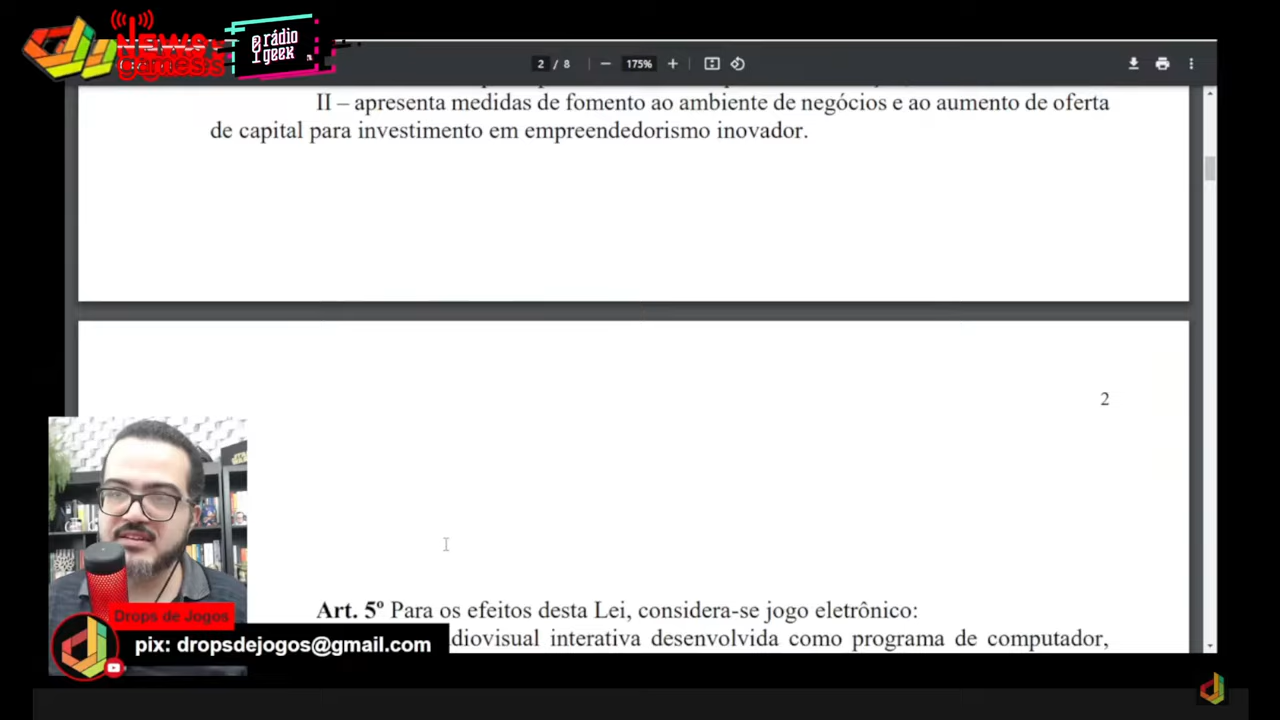 NEWS
games
rádio
geek
2 / 8
175%
II – apresenta medidas de fomento ao ambiente de negócios e ao aumento de oferta
de capital para investimento em empreendedorismo inovador.
2
Art. 5º Para os efeitos desta Lei, considera-se jogo eletrônico:
diovisual interativa desenvolvida como programa de computador,
Drops de Jogos
pix: dropsdejogos@gmail.com